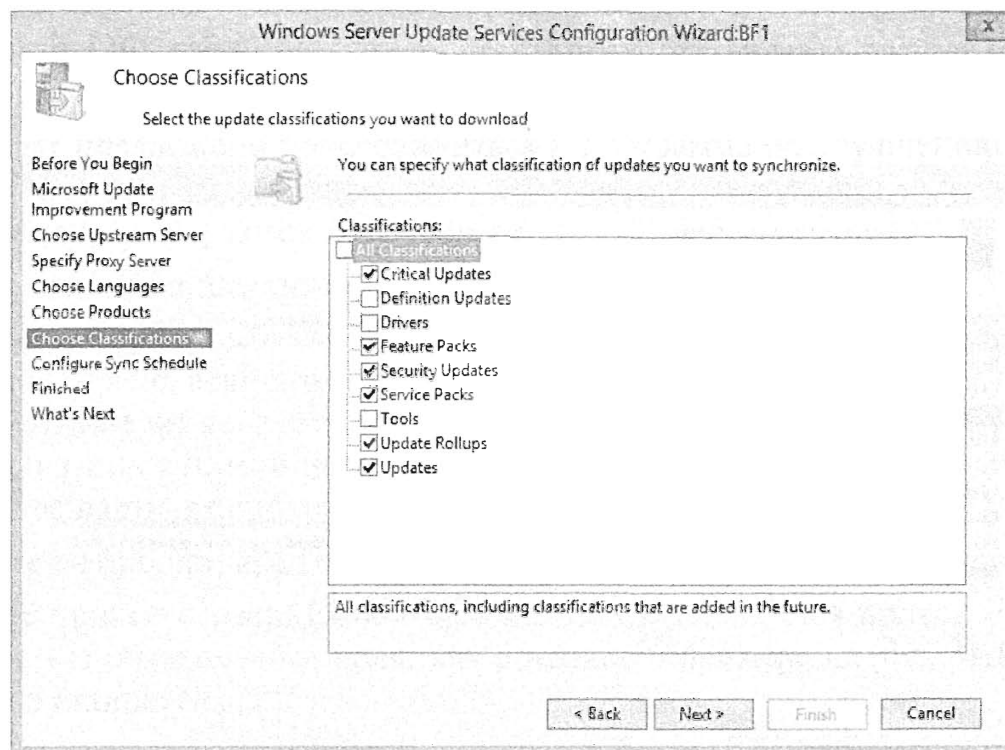 Windows Server Update Services Configuration Wizard:BF1
X
Choose Classifications
Select the update classifications you want to download
Before You Begin
Microsoft Update
Improvement Program
Choose Upstream Server
Specify Proxy Server
Choose Languages
Choose Products
Choose Classifications
Configure Sync Schedule
Finished
What's Next
You can specify what classification of updates you want to synchronize.
Classifications:
All Classifications
Critical Updates
Definition Updates
Drivers
Feature Packs
Security Updates
Service Packs
Tools
Update Rollups
Updates
All classifications, including classifications that are added in the future.
< Back
Next >
Finish
Cancel